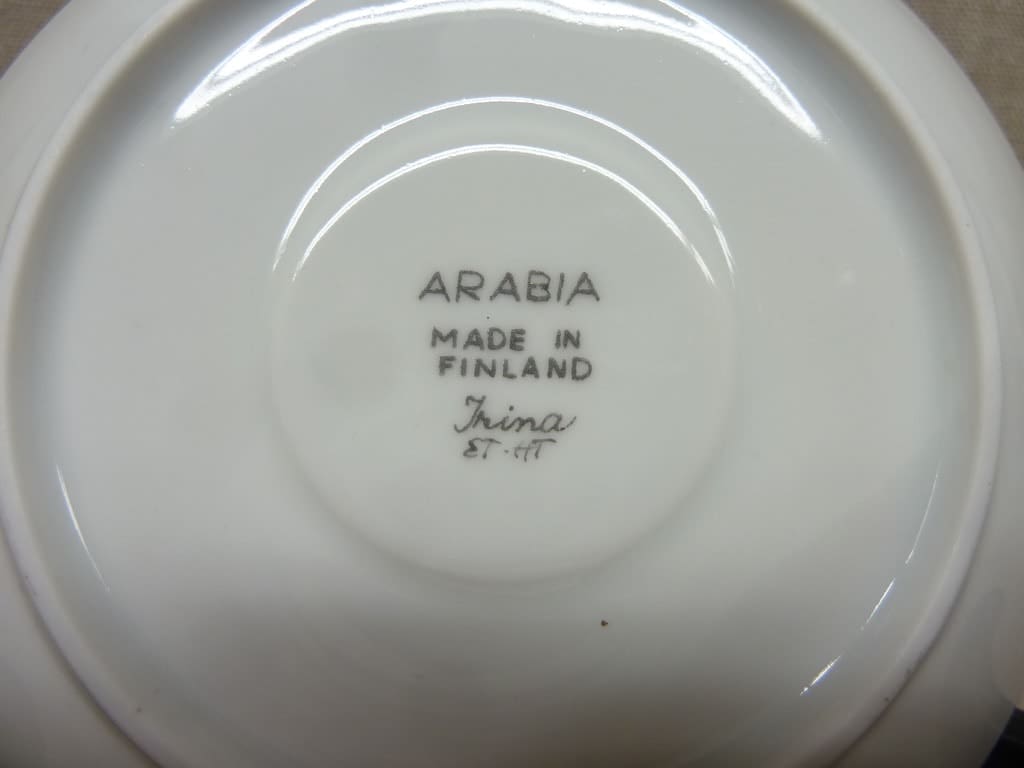 ARABIA
MADE IN
FINLAND
Irina
ET·HT